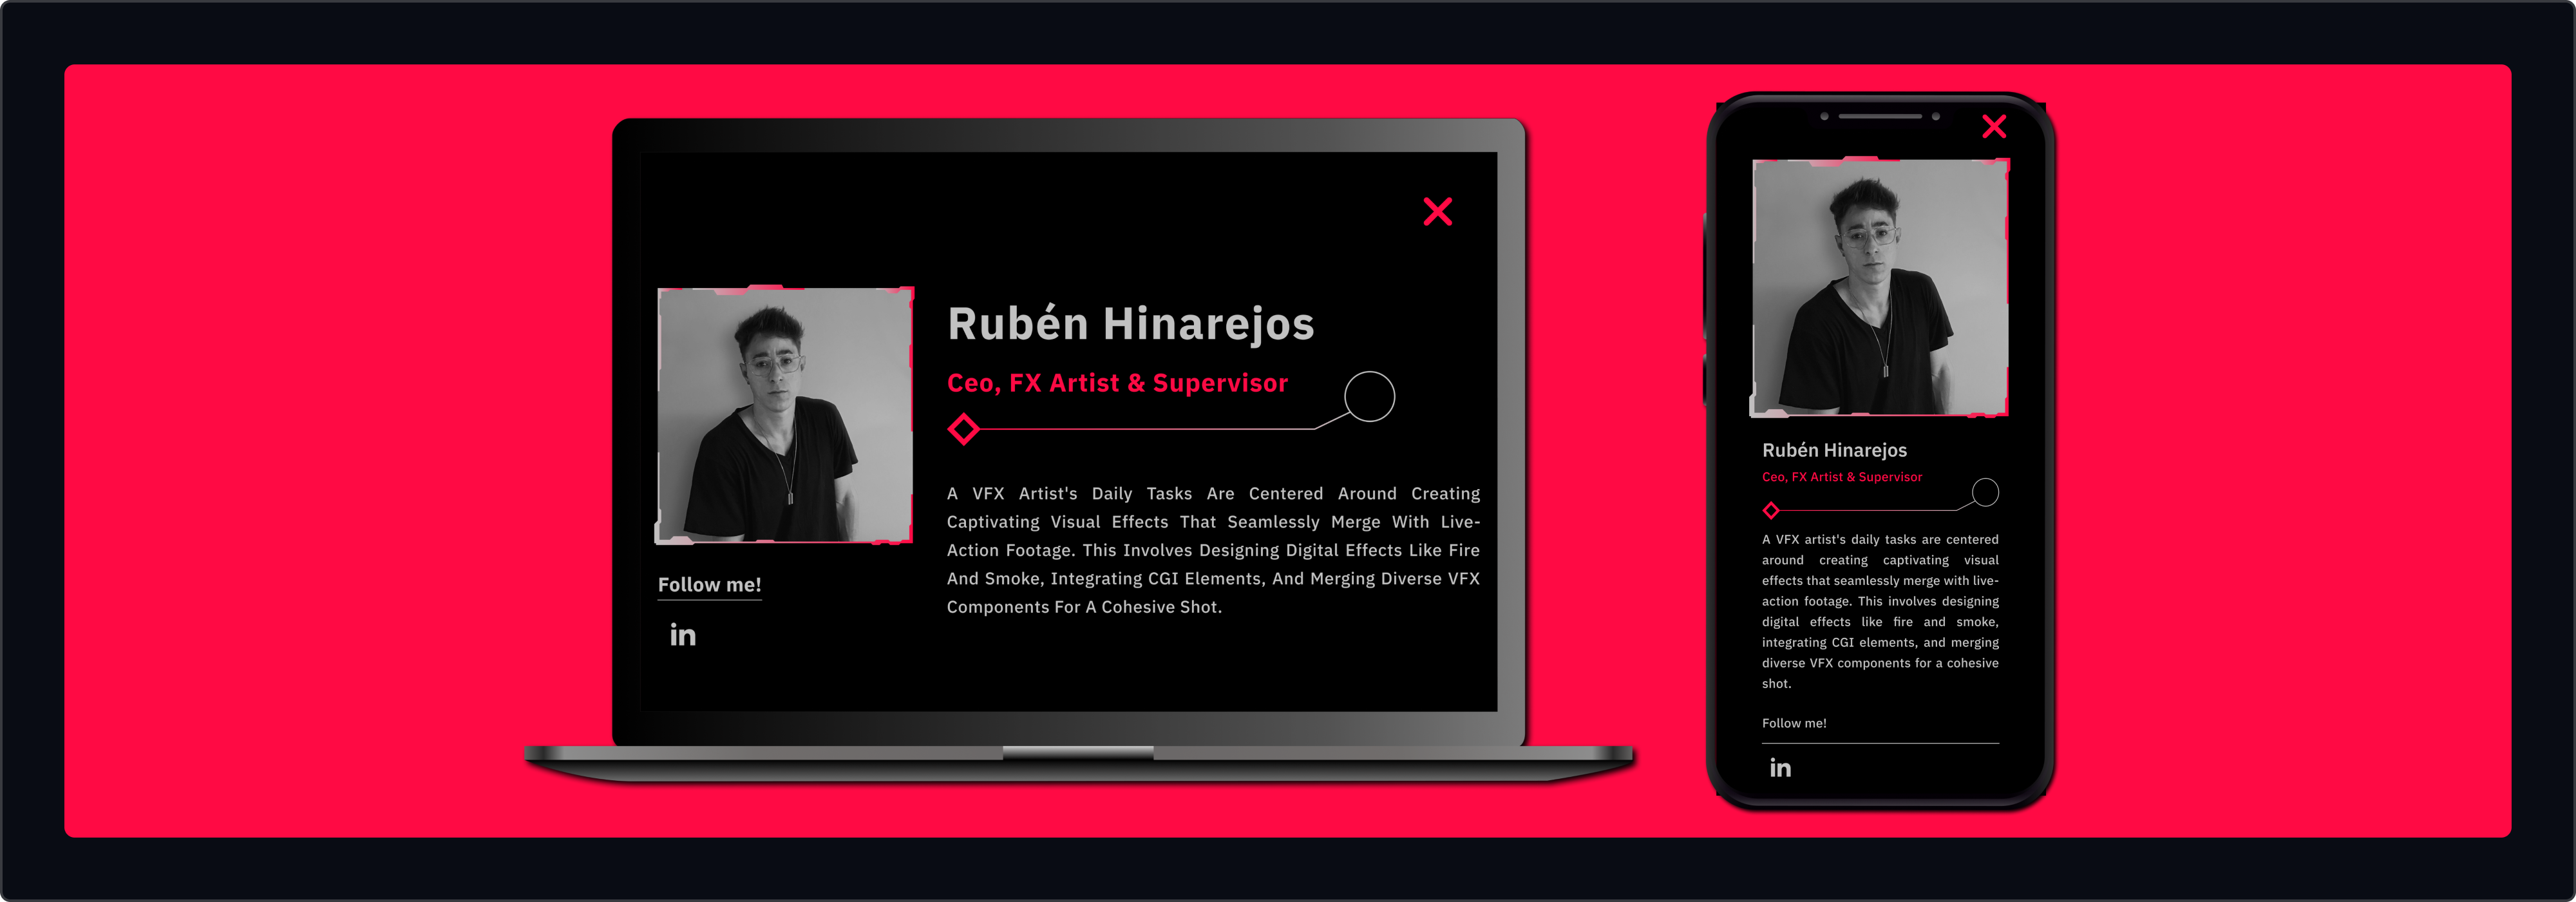 Rubén Hinarejos
Ceo, FX Artist & Supervisor
A VFX Artist's Daily Tasks Are Centered Around Creating
Captivating Visual Effects That Seamlessly Merge With Live-
Action Footage. This Involves Designing Digital Effects Like Fire
And Smoke, Integrating CGI Elements, And Merging Diverse VFX
Components For A Cohesive Shot.
Follow me!
in
Rubén Hinarejos
Ceo, FX Artist & Supervisor
A VFX artist's daily tasks are centered
around creating captivating visual
effects that seamlessly merge with live-
action footage. This involves designing
digital effects like fire and smoke,
integrating CGI elements, and merging
diverse VFX components for a cohesive
shot.
Follow me!
in